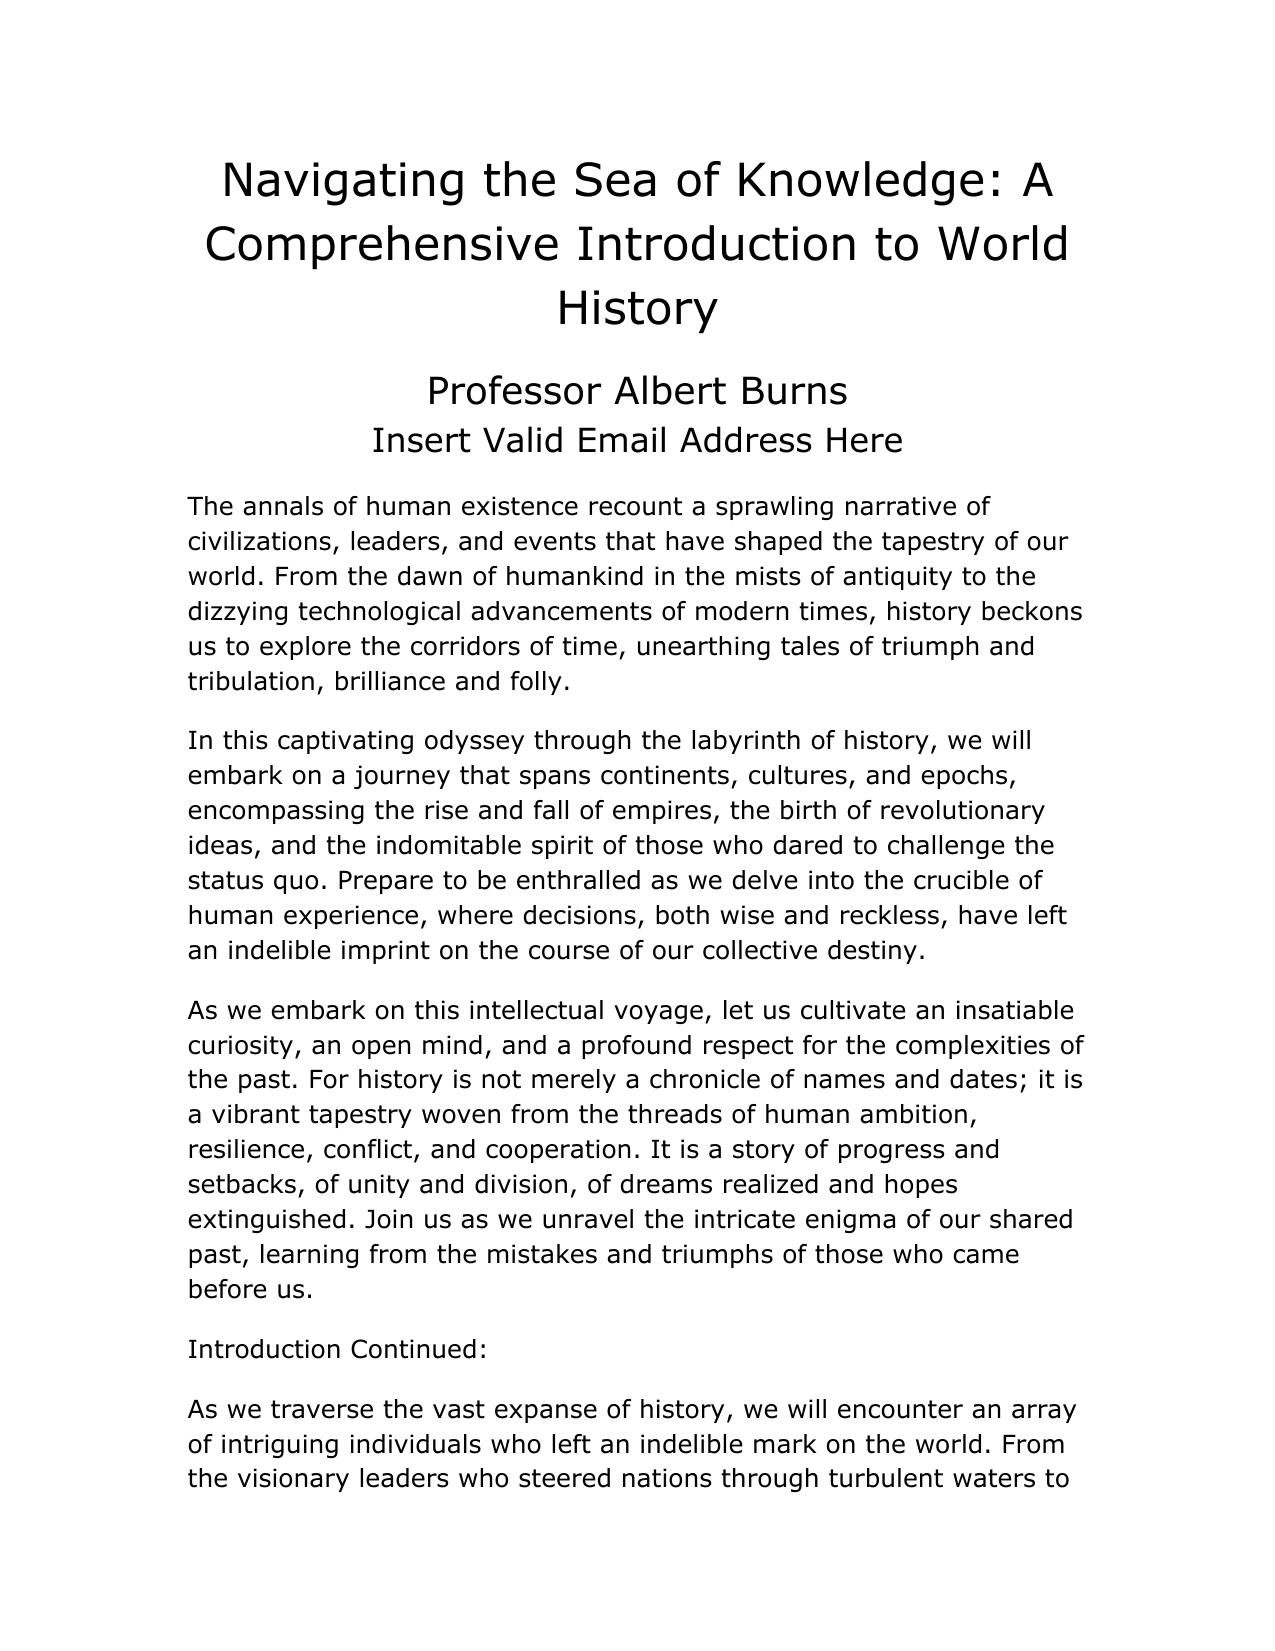 Navigating the Sea of Knowledge: A
Comprehensive Introduction to World
History
Professor Albert Burns
Insert Valid Email Address Here
The annals of human existence recount a sprawling narrative of
civilizations, leaders, and events that have shaped the tapestry of our
world. From the dawn of humankind in the mists of antiquity to the
dizzying technological advancements of modern times, history beckons
us to explore the corridors of time, unearthing tales of triumph and
tribulation, brilliance and folly.
In this captivating odyssey through the labyrinth of history, we will
embark on a journey that spans continents, cultures, and epochs,
encompassing the rise and fall of empires, the birth of revolutionary
ideas, and the indomitable spirit of those who dared to challenge the
status quo. Prepare to be enthralled as we delve into the crucible of
human experience, where decisions, both wise and reckless, have left
an indelible imprint on the course of our collective destiny.
As we embark on this intellectual voyage, let us cultivate an insatiable
curiosity, an open mind, and a profound respect for the complexities of
the past. For history is not merely a chronicle of names and dates; it is
a vibrant tapestry woven from the threads of human ambition,
resilience, conflict, and cooperation. It is a story of progress and
setbacks, of unity and division, of dreams realized and hopes
extinguished. Join us as we unravel the intricate enigma of our shared
past, learning from the mistakes and triumphs of those who came
before us.
Introduction Continued:
As we traverse the vast expanse of history, we will encounter an array
of intriguing individuals who left an indelible mark on the world. From
the visionary leaders who steered nations through turbulent waters to